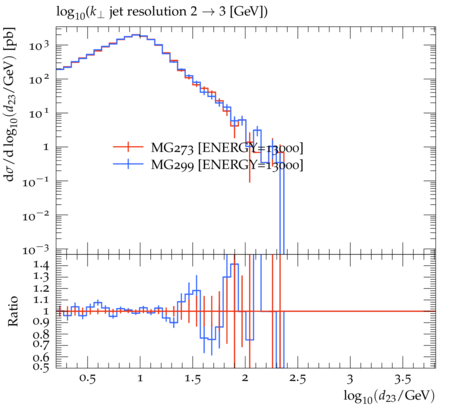 log₁₀(k⊥ jet resolution 2 → 3 [GeV])
dσ/d log₁₀(d₂₃/GeV) [pb]
10³
10²
10¹
1
10⁻¹
10⁻²
10⁻³
MG273 [ENERGY=13000]
MG299 [ENERGY=13000]
Ratio
1.4
1.3
1.2
1.1
1
0.9
0.8
0.7
0.6
0.5
0.5 1 1.5 2 2.5 3 3.5
log₁₀(d₂₃/GeV)